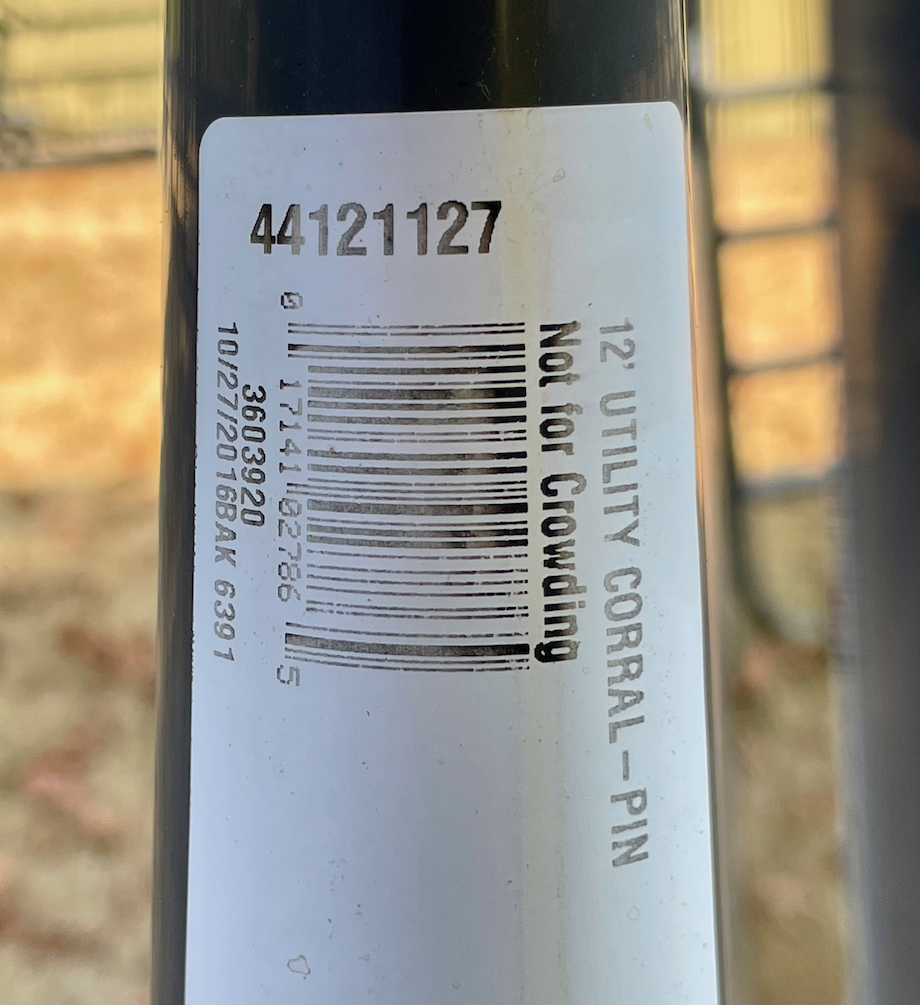 44121127
12' UTILITY CORRAL-PIN
Not for Crowding
0 17141 02786 5
3603920
10/27/2016BAK 6391